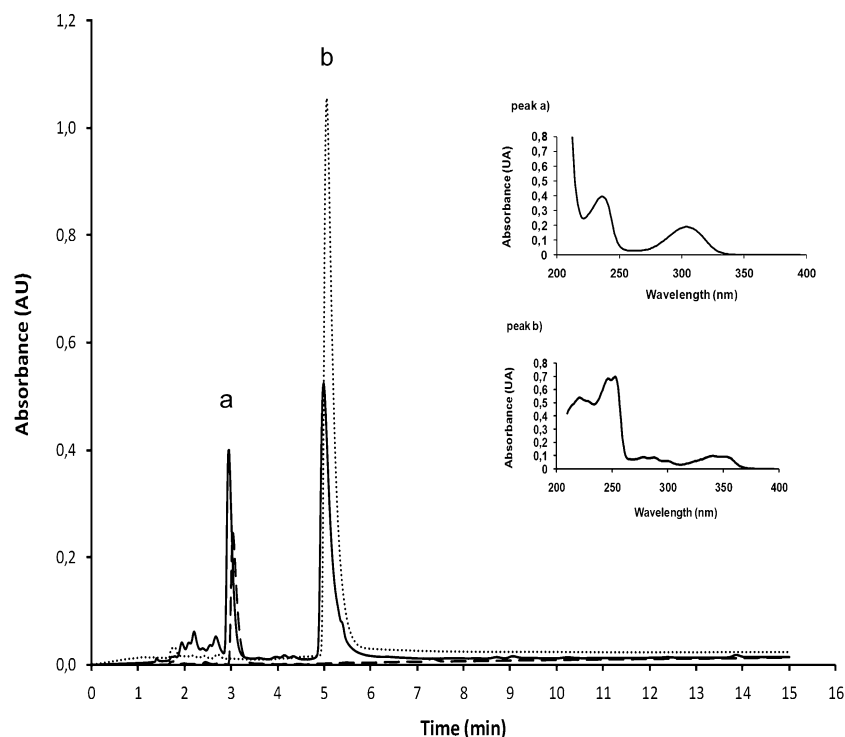 1,2
1,0
0,8
0,6
0,4
0,2
0,0
Absorbance (AU)
a
b
0 1 2 3 4 5 6 7 8 9 10 11 12 13 14 15 16
Time (min)
peak a)
0,8
0,7
0,6
0,5
0,4
0,3
0,2
0,1
0
Absorbance (UA)
200 250 300 350 400
Wavelength (nm)
peak b)
0,8
0,7
0,6
0,5
0,4
0,3
0,2
0,1
0
Absorbance (UA)
200 250 300 350 400
Wavelength (nm)